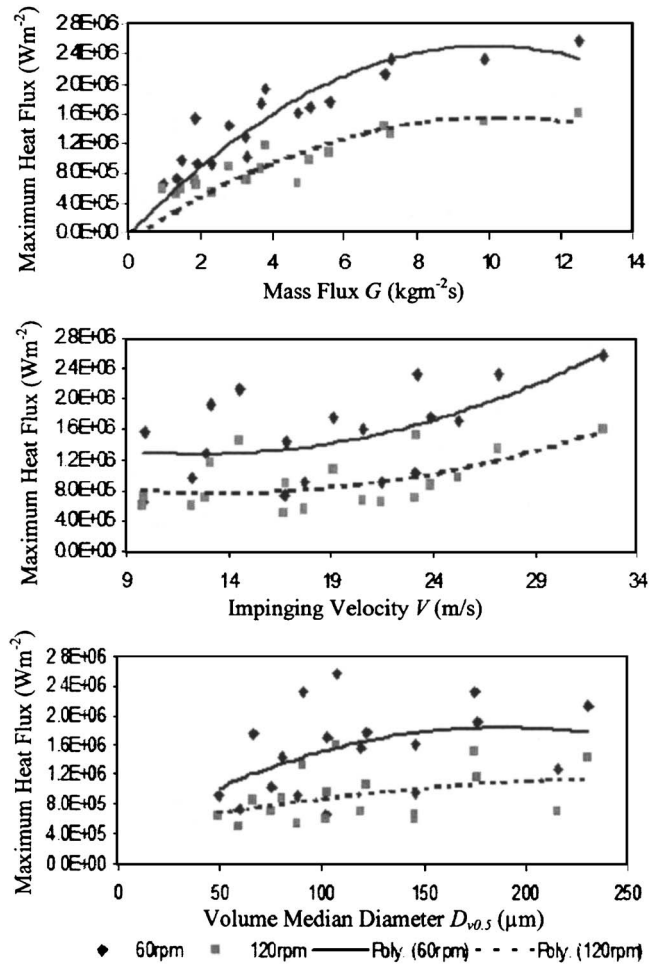 Maximum Heat Flux (Wm-2)
2.8E+06
2.4E+06
2.0E+06
1.6E+06
1.2E+06
8.0E+05
4.0E+05
0.0E+00
0 2 4 6 8 10 12 14
Mass Flux G (kgm-2s)
Maximum Heat Flux (Wm-2)
2.8E+06
2.4E+06
2.0E+06
1.6E+06
1.2E+06
8.0E+05
4.0E+05
0.0E+00
9 14 19 24 29 34
Impinging Velocity V (m/s)
Maximum Heat Flux (Wm-2)
2.8E+06
2.4E+06
2.0E+06
1.6E+06
1.2E+06
8.0E+05
4.0E+05
0.0E+00
0 50 100 150 200 250
Volume Median Diameter Dv0.5 (µm)
60rpm 120rpm Poly. (60rpm) Poly. (120rpm)